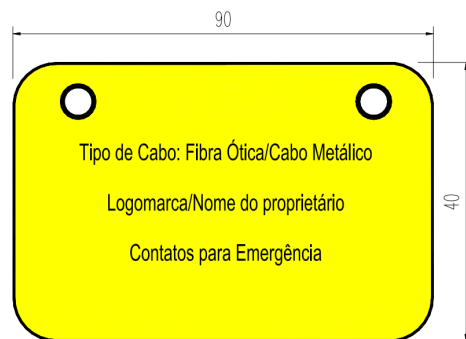 90
Tipo de Cabo: Fibra Ótica/Cabo Metálico
Logomarca/Nome do proprietário
40
Contatos para Emergência